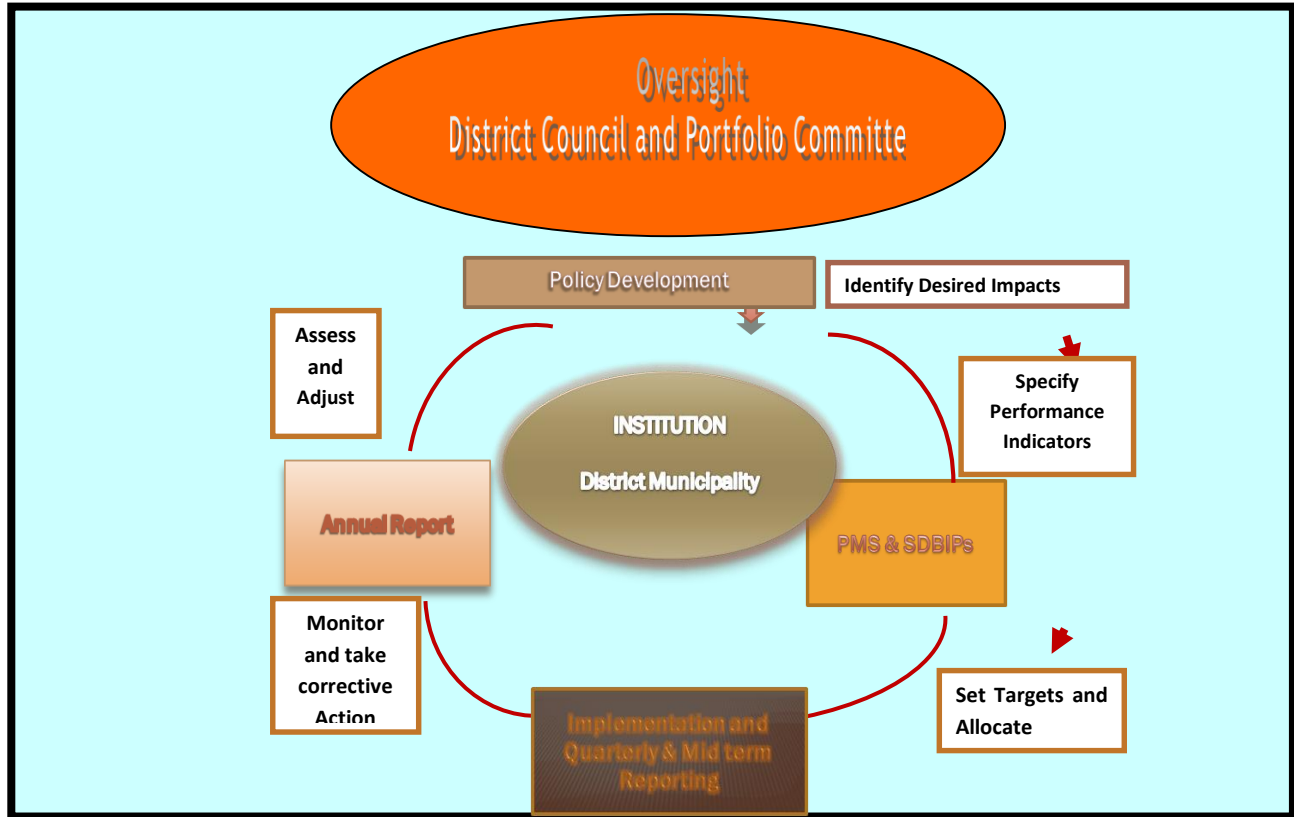 Oversight
District Council and Portfolio Committe
Policy Development
Identify Desired Impacts
Assess
and
Adjust
Specify
Performance
Indicators
INSTITUTION
District Municipality
Annual Report
PMS & SDBIPs
Monitor
and take
corrective
Action
Set Targets and
Allocate
Implementation and
Quarterly & Mid term
Reporting